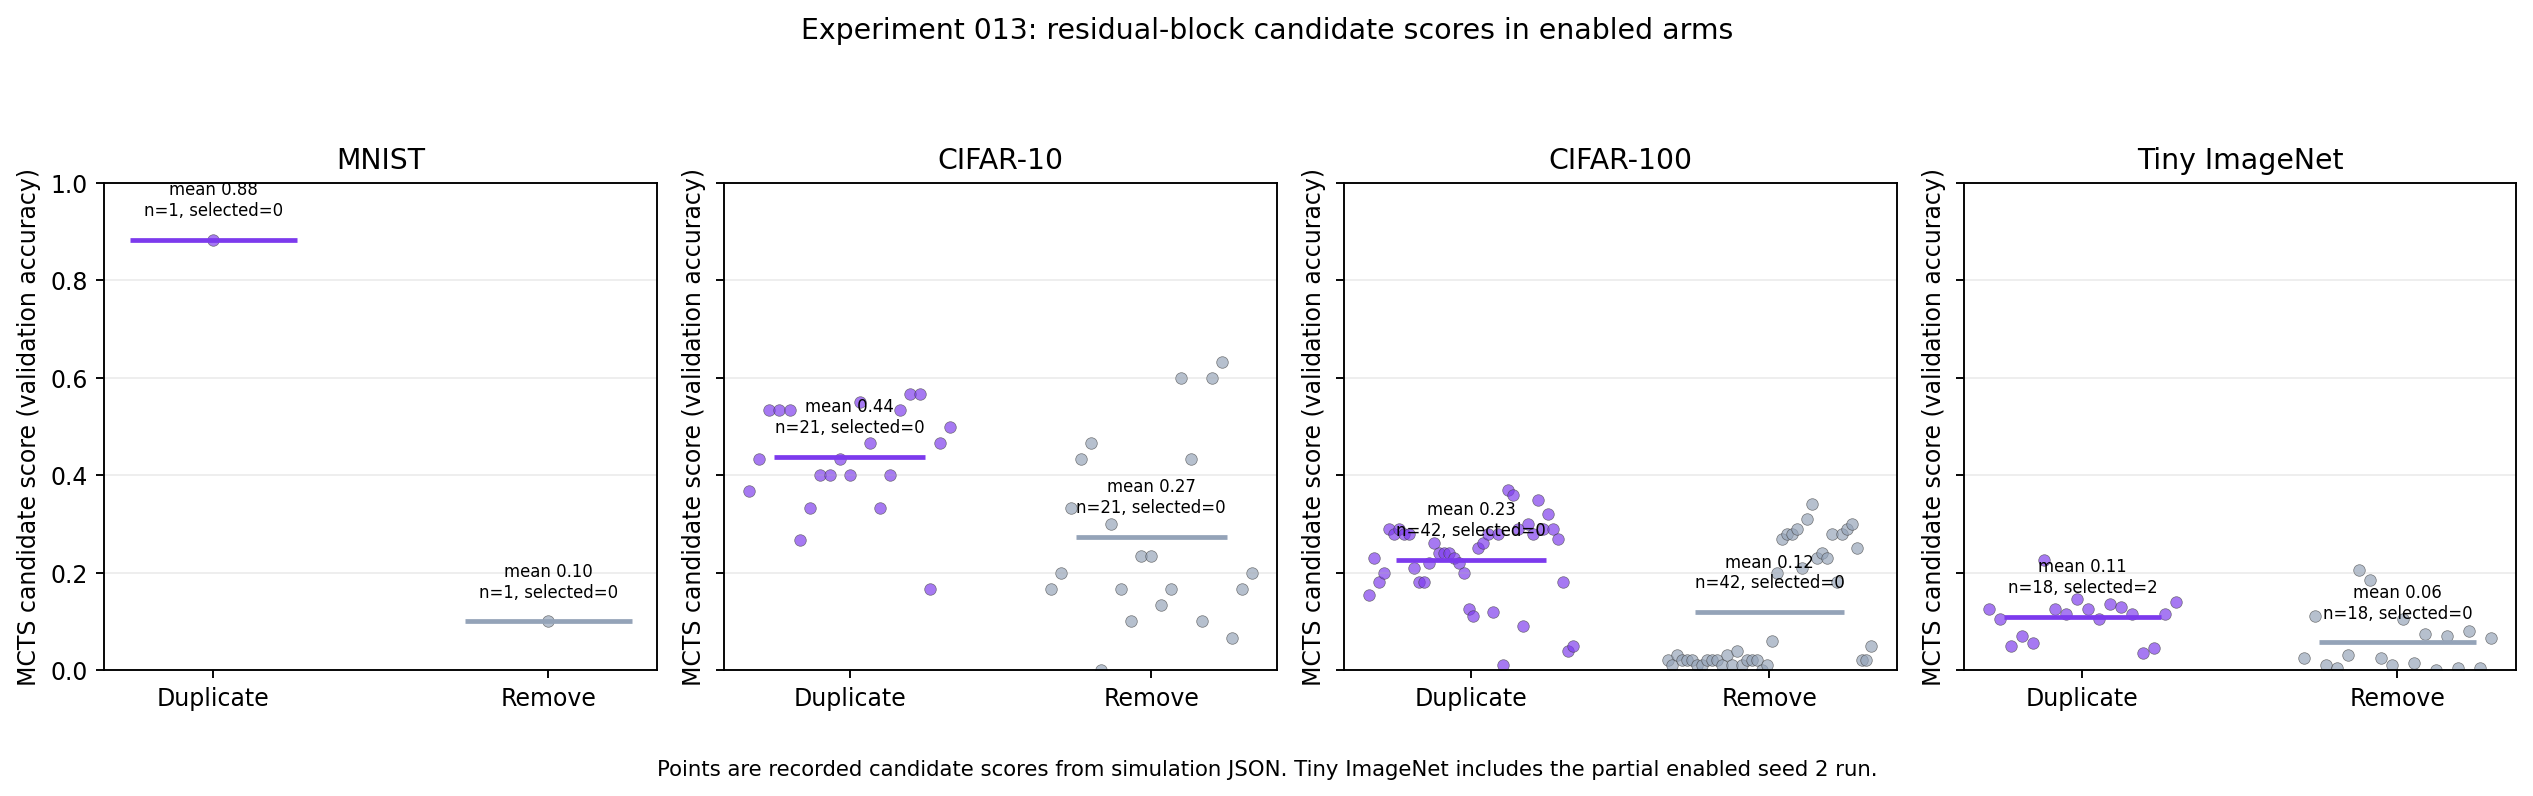 Experiment 013: residual-block candidate scores in enabled arms
MNIST
MCTS candidate score (validation accuracy)
1.0
0.8
0.6
0.4
0.2
0.0
mean 0.88
n=1, selected=0
mean 0.10
n=1, selected=0
Duplicate
Remove
CIFAR-10
MCTS candidate score (validation accuracy)
mean 0.44
n=21, selected=0
mean 0.27
n=21, selected=0
Duplicate
Remove
CIFAR-100
MCTS candidate score (validation accuracy)
mean 0.23
n=42, selected=0
mean 0.12
n=42, selected=0
Duplicate
Remove
Tiny ImageNet
MCTS candidate score (validation accuracy)
mean 0.11
n=18, selected=2
mean 0.06
n=18, selected=0
Duplicate
Remove
Points are recorded candidate scores from simulation JSON. Tiny ImageNet includes the partial enabled seed 2 run.